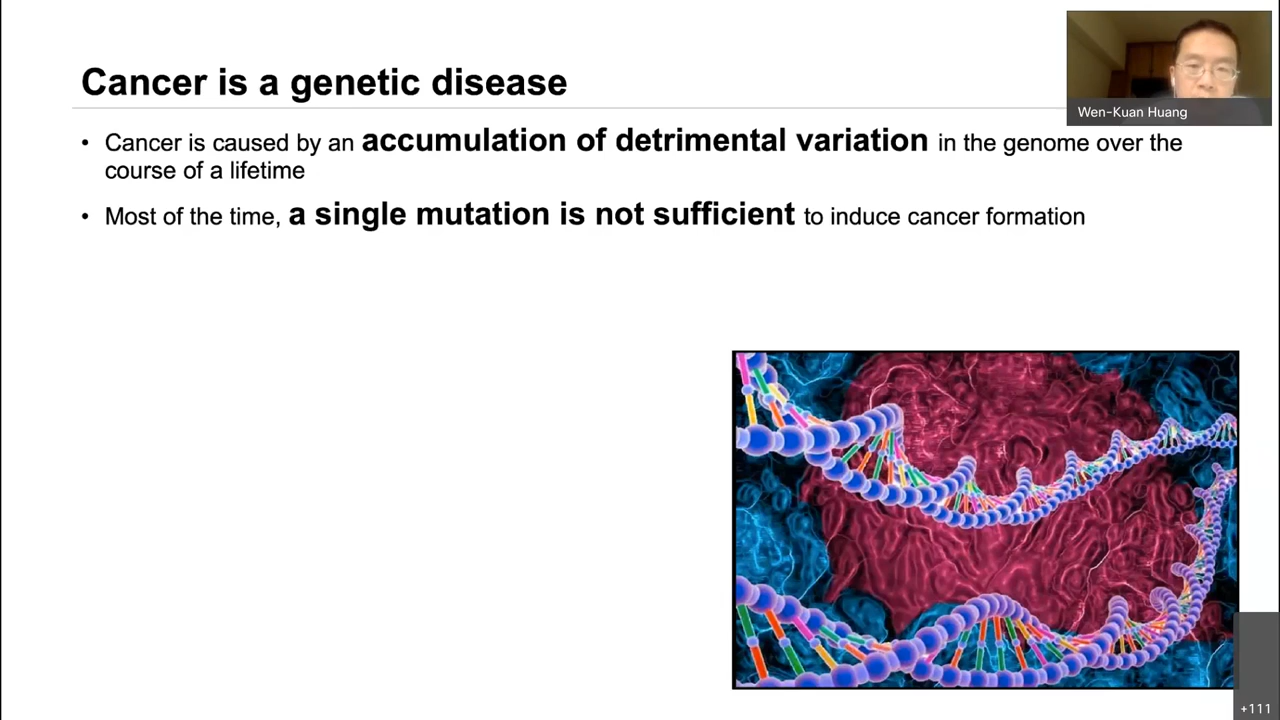 Cancer is a genetic disease
Wen-Kuan Huang
• Cancer is caused by an accumulation of detrimental variation in the genome over the
course of a lifetime
• Most of the time, a single mutation is not sufficient to induce cancer formation
+111